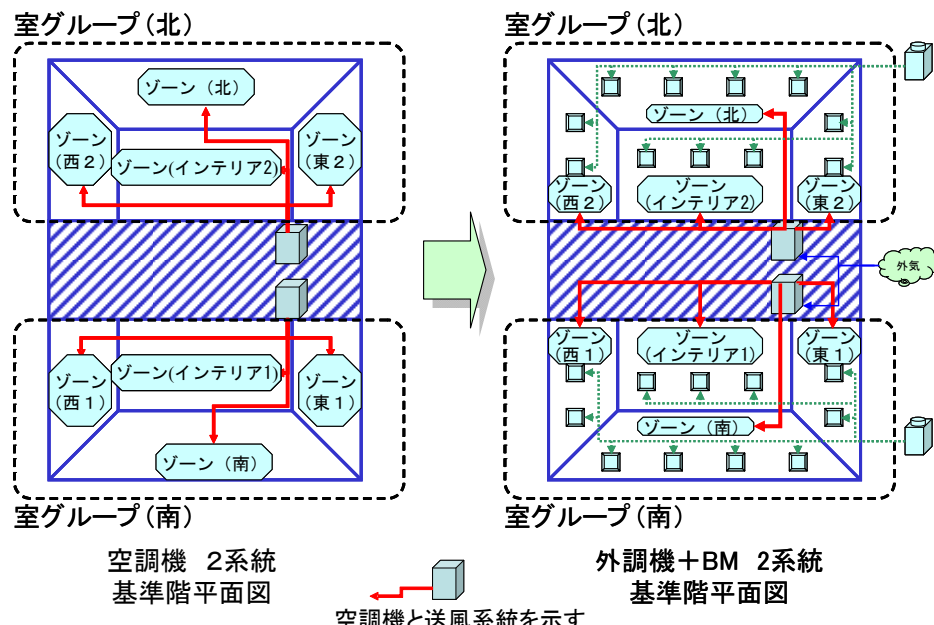 室グループ(北)
ゾーン(北)
ゾーン
(西2)
ゾーン(インテリア2)
ゾーン
(東2)
ゾーン
(西1)
ゾーン(インテリア1)
ゾーン
(東1)
ゾーン(南)
室グループ(南)
空調機 2系統
基準階平面図
室グループ(北)
ゾーン(北)
ゾーン
(西2)
ゾーン
(インテリア2)
ゾーン
(東2)
外気
ゾーン
(西1)
ゾーン
(インテリア1)
ゾーン
(東1)
ゾーン(南)
室グループ(南)
外調機+BM 2系統
基準階平面図
空調機と送風系統を示す